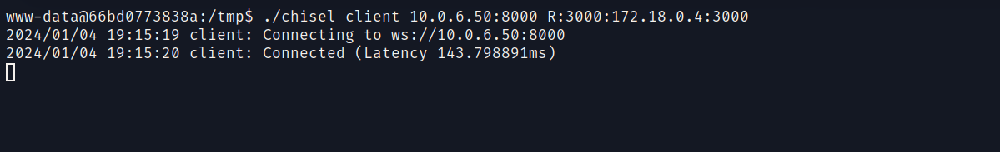 www-data@66bd0773838a:/tmp$ ./chisel client 10.0.6.50:8000 R:3000:172.18.0.4:3000
2024/01/04 19:15:19 client: Connecting to ws://10.0.6.50:8000
2024/01/04 19:15:20 client: Connected (Latency 143.798891ms)